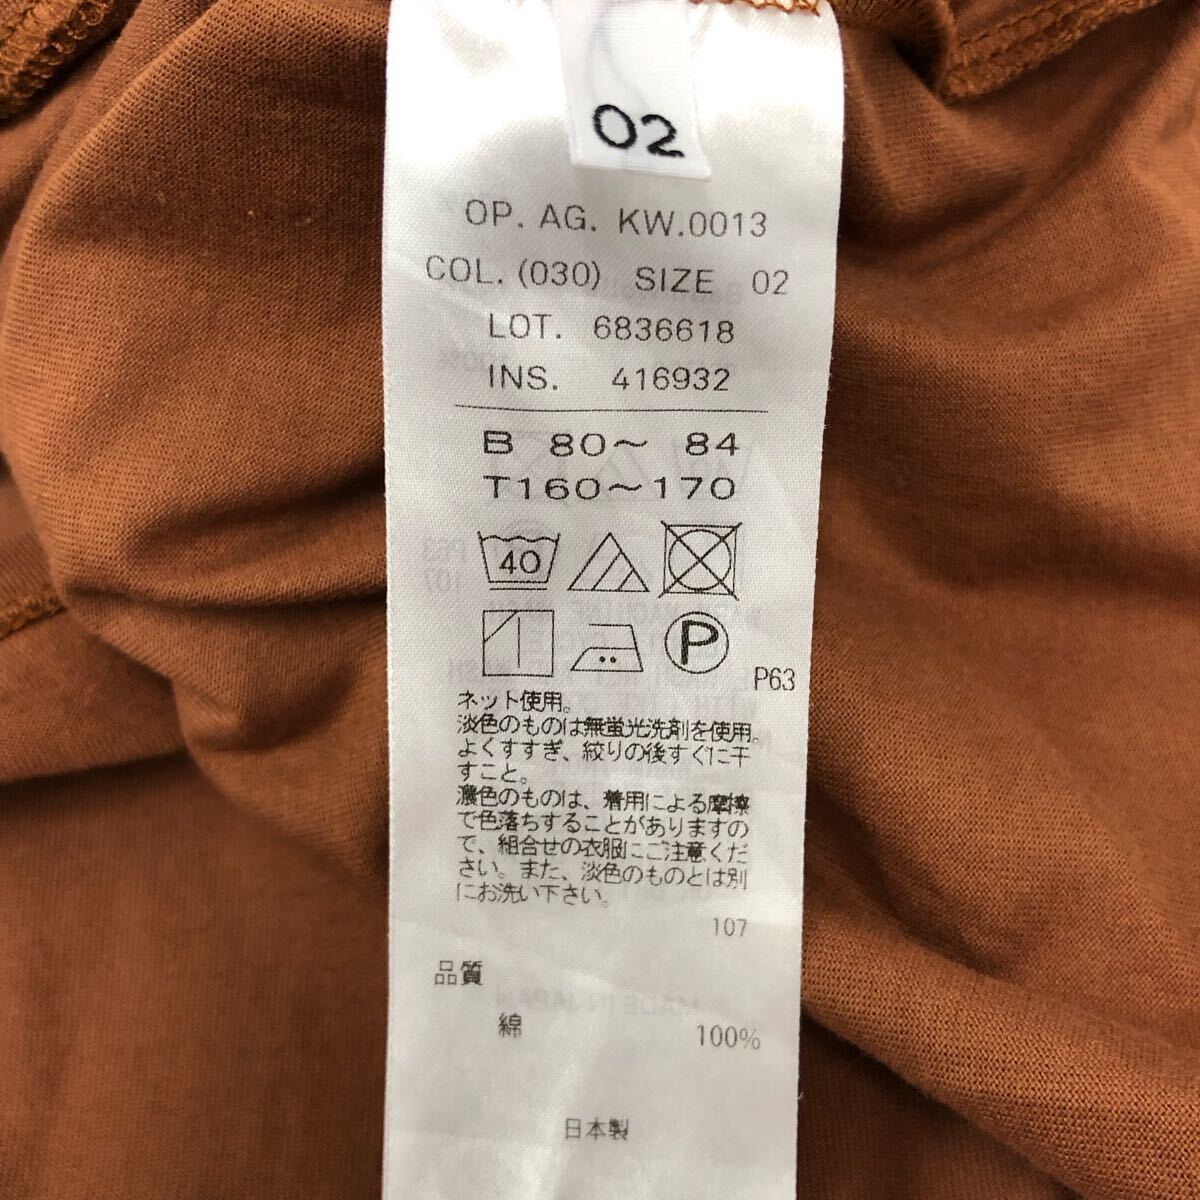 02
OP. AG. KW.0013
COL. (030) SIZE 02
LOT. 6836618
INS. 416932
B 80～ 84
T160～170
40
P
P63
ネット使用。
淡色のものは無蛍光洗剤を使用。
よくすすぎ、絞りの後すぐに干
すこと。
濃色のものは、着用による摩擦
で色落ちすることがありますの
で、組合せの衣服にご注意くだ
さい。また、淡色のものとは別
にお洗い下さい。
107
品質
綿 100%
日本製
MADE IN JAPAN